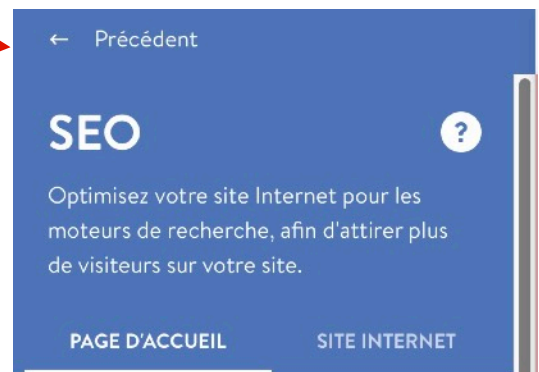 ← Précédent
SEO
?
Optimisez votre site Internet pour les
moteurs de recherche, afin d'attirer plus
de visiteurs sur votre site.
PAGE D'ACCUEIL SITE INTERNET